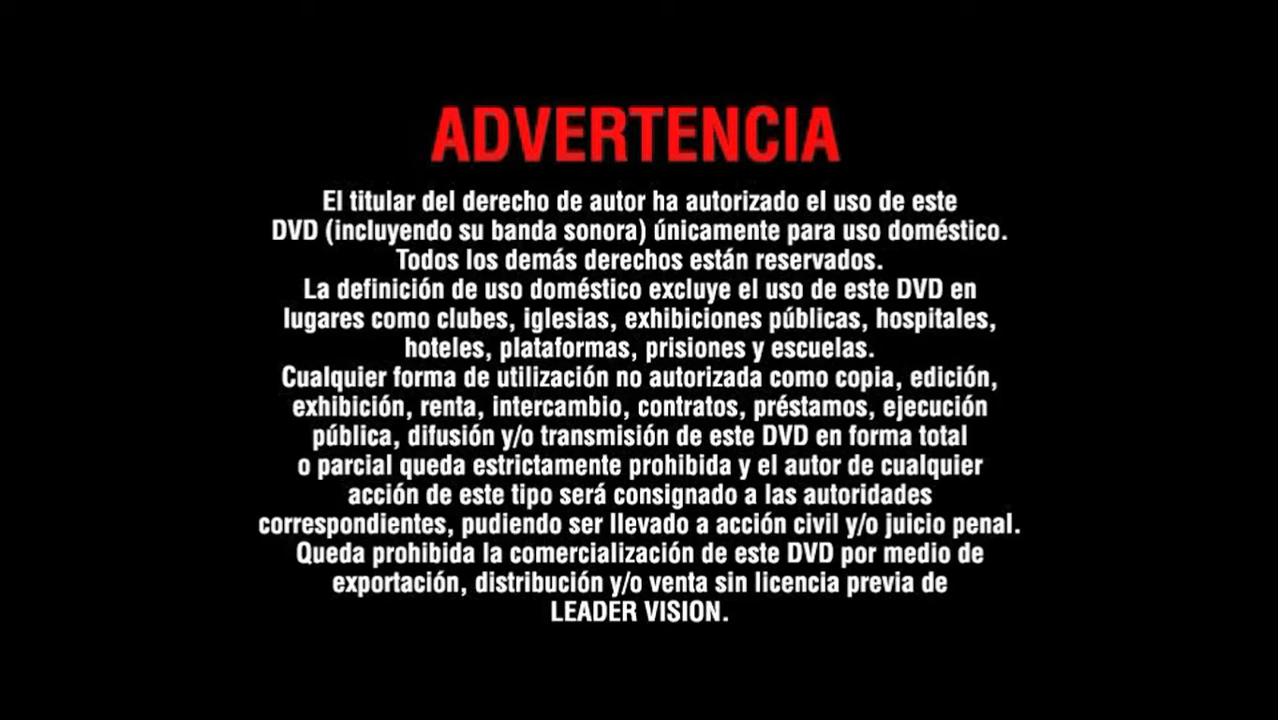 ADVERTENCIA
El titular del derecho de autor ha autorizado el uso de este
DVD (incluyendo su banda sonora) únicamente para uso doméstico.
Todos los demás derechos están reservados.
La definición de uso doméstico excluye el uso de este DVD en
lugares como clubes, iglesias, exhibiciones públicas, hospitales,
hoteles, plataformas, prisiones y escuelas.
Cualquier forma de utilización no autorizada como copia, edición,
exhibición, renta, intercambio, contratos, préstamos, ejecución
pública, difusión y/o transmisión de este DVD en forma total
o parcial queda estrictamente prohibida y el autor de cualquier
acción de este tipo será consignado a las autoridades
correspondientes, pudiendo ser llevado a acción civil y/o juicio penal.
Queda prohibida la comercialización de este DVD por medio de
exportación, distribución y/o venta sin licencia previa de
LEADER VISION.